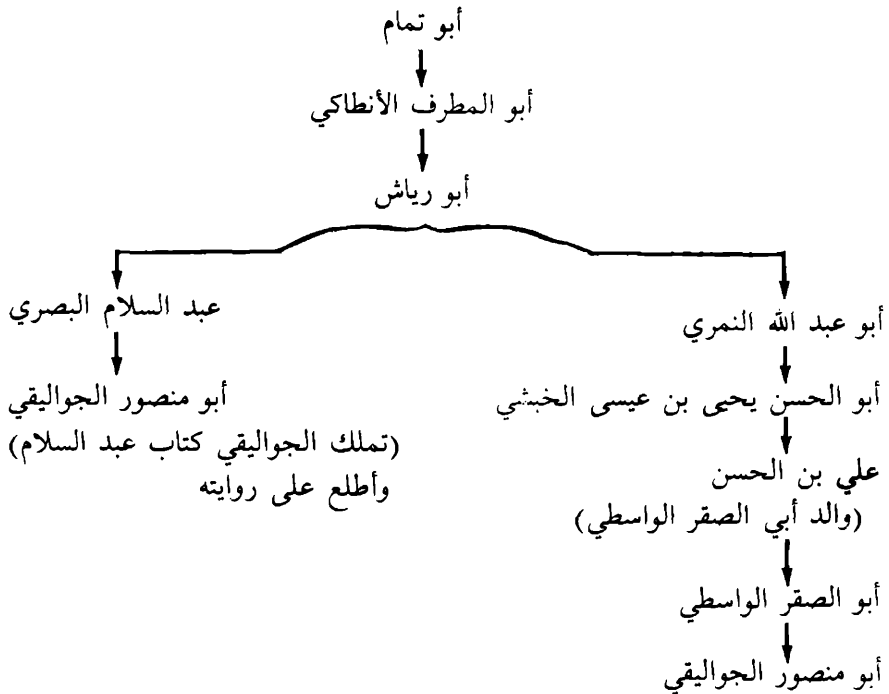 أبو تمام
أبو المطرف الأنطاكي
أبو رياش
أبو عبد الله النمري
أبو الحسن يحيى بن عيسى الخبشي
علي بن الحسن
(والد أبي الصقر الواسطي)
أبو الصقر الواسطي
أبو منصور الجواليقي
عبد السلام البصري
أبو منصور الجواليقي
(تملك الجواليقي كتاب عبد السلام)
وأطلع على روايته